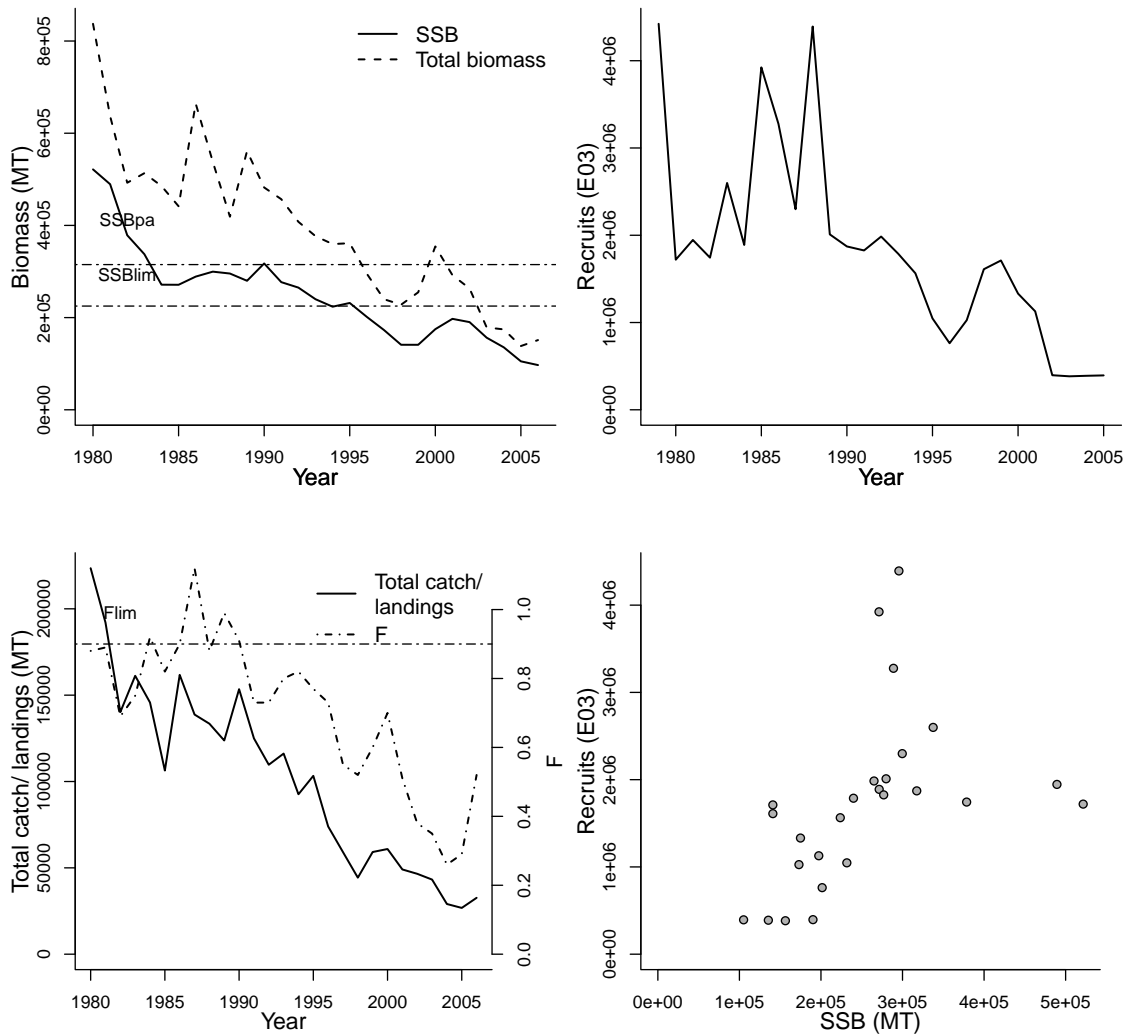 SSB
Total biomass
Biomass (MT)
8e+05
6e+05
4e+05
2e+05
0e+00
SSBpa
SSBlim
1980 1985 1990 1995 2000 2005
Year
Recruits (E03)
4e+06
3e+06
2e+06
1e+06
0e+00
1980 1985 1990 1995 2000 2005
Year
Total catch/
landings
F
Flim
Total catch/ landings (MT)
200000
150000
100000
50000
0
1.0
0.8
0.6
0.4
0.2
0.0
F
1980 1985 1990 1995 2000 2005
Year
Recruits (E03)
4e+06
3e+06
2e+06
1e+06
0e+00
0e+00 1e+05 2e+05 3e+05 4e+05 5e+05
SSB (MT)